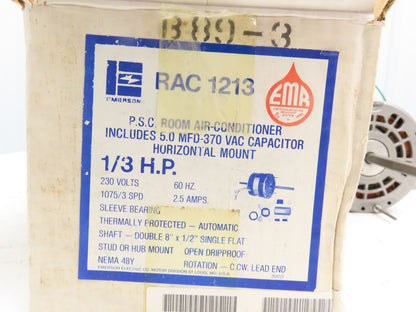 B89-3
EMERSON
RAC 1213
EMR
P.S.C. ROOM AIR-CONDITIONER
INCLUDES 5.0 MFD-370 VAC CAPACITOR
HORIZONTAL MOUNT
1/3 H.P.
230 VOLTS 60 HZ.
1075/3 SPD 2.5 AMPS.
SLEEVE BEARING
THERMALLY PROTECTED - AUTOMATIC
SHAFT - DOUBLE 8" x 1/2" SINGLE FLAT
STUD OR HUB MOUNT OPEN DRIPPROOF
NEMA 48Y ROTATION - C.CW. LEAD END
EMERSON ELECTRIC CO. MOTOR DIVISION ST. LOUIS, MO. U.S.A.